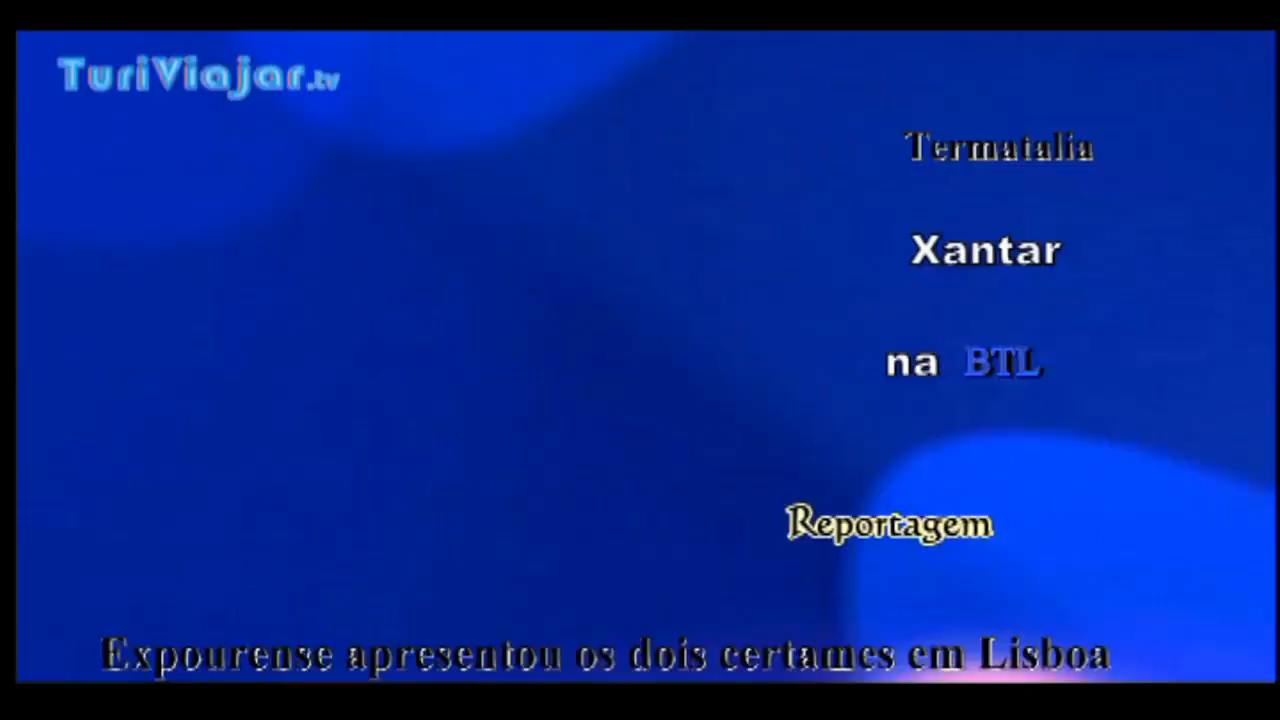 TuriViajar.tv
Termatalia
Xantar
na BTL
Reportagem
Expourense apresentou os dois certames em Lisboa